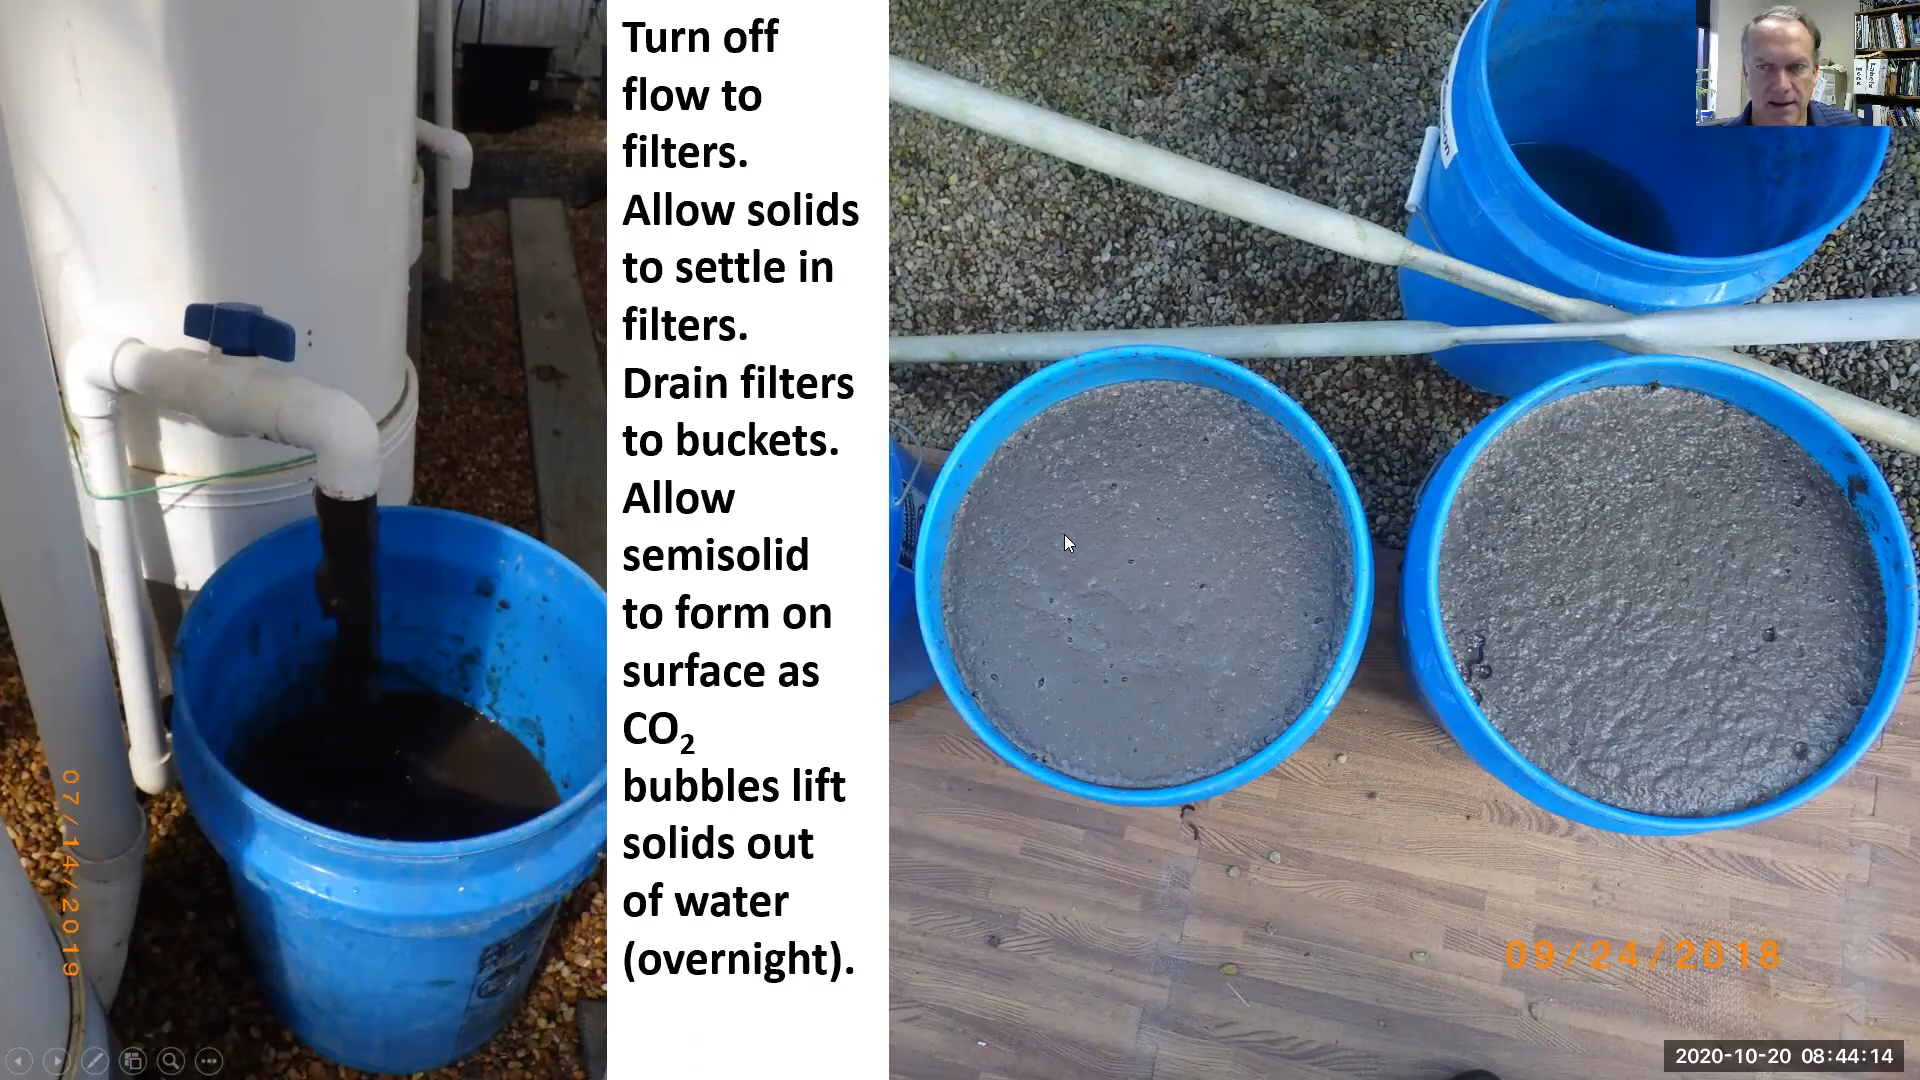 Turn off
flow to
filters.
Allow solids
to settle in
filters.
Drain filters
to buckets.
Allow
semisolid
to form on
surface as
CO₂
bubbles lift
solids out
of water
(overnight).
07/14/2019
09/24/2018
Labels
2020-10-20 08:44:14